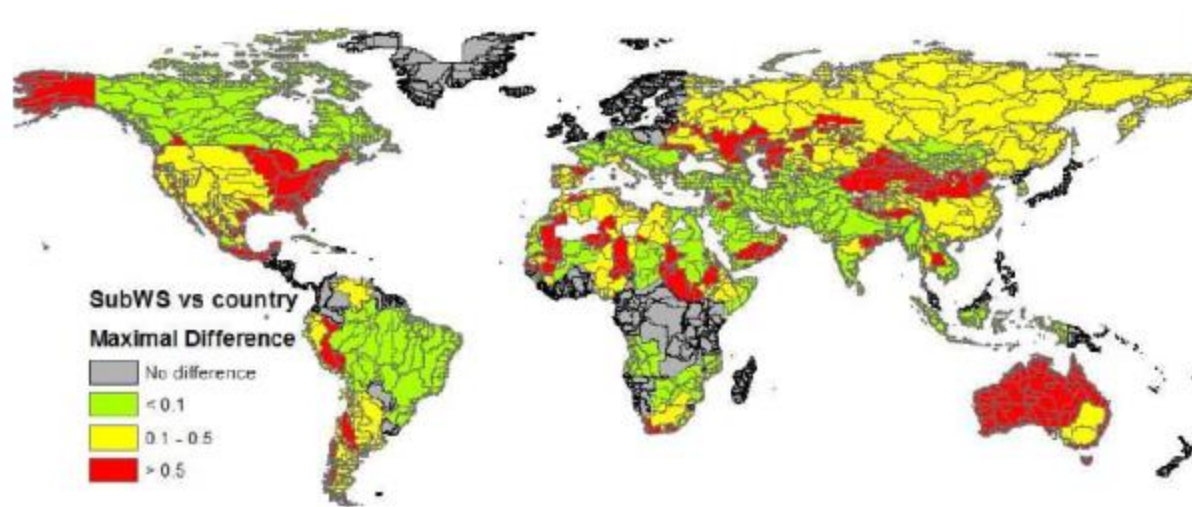 SubWS vs country
Maximal Difference
No difference
< 0.1
0.1 - 0.5
> 0.5